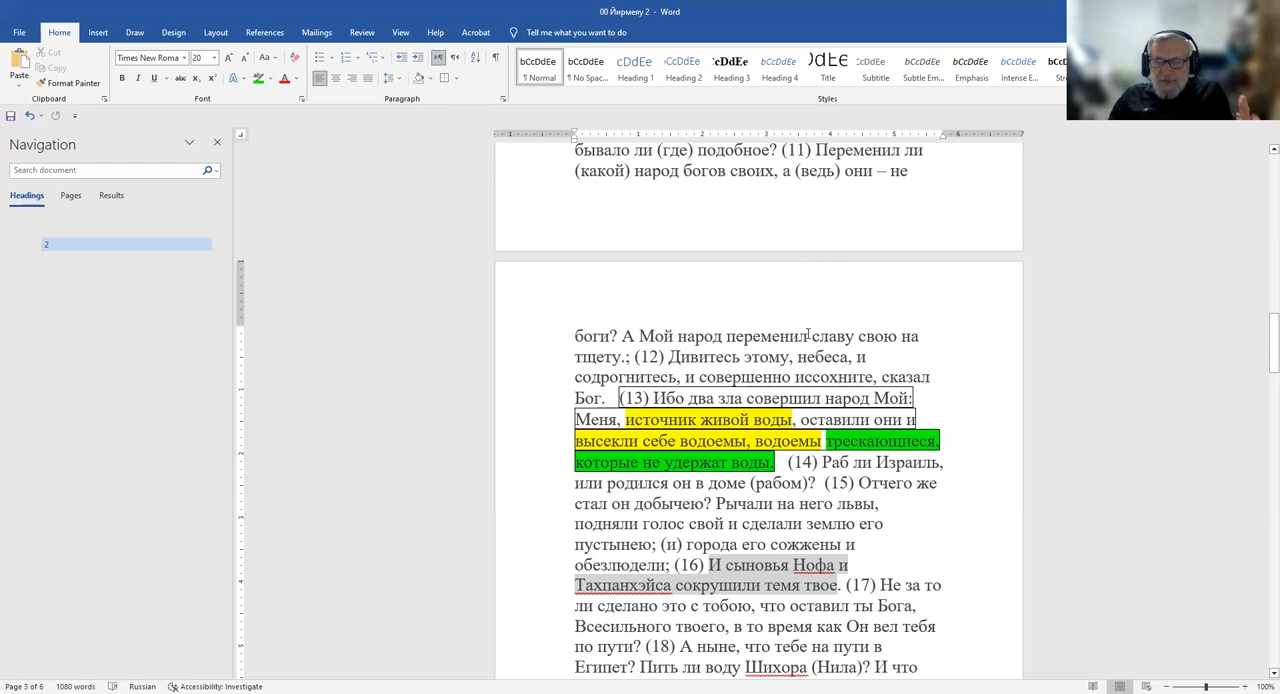 00 Йирмеяу 2 - Word
File Home Insert Draw Design Layout References Mailings Review View Help Acrobat Tell me what you want to do
Paste Cut Copy Format Painter
Clipboard
Times New Roma 20
Font
Paragraph
bCcDdEe bCcDdEe cDdEe bCcDdEe bCcDdEe bCcDdEe bCcDdEe bCcDdEe bCcDdEe bCcDdEe
¶ Normal ¶ No Spac... Heading 1 Heading 2 Heading 3 Heading 4 Title Subtitle Subtle Em... Emphasis Intense E...
Styles
Navigation
Search document
Headings Pages Results
2
бывало ли (где) подобное? (11) Переменил ли
(какой) народ богов своих, а (ведь) они – не
боги? А Мой народ переменил славу свою на
тщету.; (12) Дивитесь этому, небеса, и
содрогнитесь, и совершенно иссохните, сказал
Бог. (13) Ибо два зла совершил народ Мой:
Меня, источник живой воды, оставили они и
высекли себе водоемы, водоемы трескающиеся,
которые не удержат воды. (14) Раб ли Израиль,
или родился он в доме (рабом)? (15) Отчего же
стал он добычею? Рычали на него львы,
подняли голос свой и сделали землю его
пустынею; (и) города его сожжены и
обезлюдели; (16) И сыновья Нофа и
Тахпанхэйса сокрушили темя твое. (17) Не за то
ли сделано это с тобою, что оставил ты Бога,
Всесильного твоего, в то время как Он вел тебя
по пути? (18) А ныне, что тебе на пути в
Египет? Пить ли воду Шихора (Нила)? И что
Page 3 of 6 1080 words Russian Accessibility: Investigate 100%